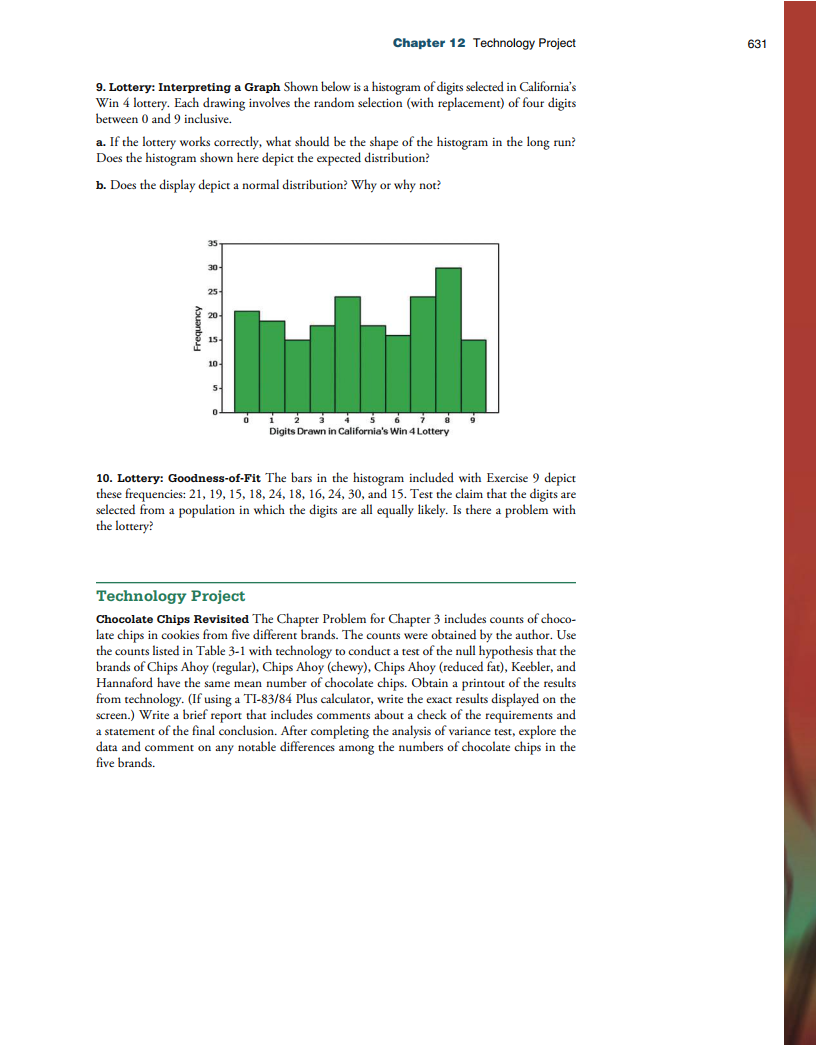 Chapter 12 Technology Project
631
9. Lottery: Interpreting a Graph Shown below is a histogram of digits selected in California's
Win 4 lottery. Each drawing involves the random selection (with replacement) of four digits
between 0 and 9 inclusive.
a. If the lottery works correctly, what should be the shape of the histogram in the long run?
Does the histogram shown here depict the expected distribution?
b. Does the display depict a normal distribution? Why or why not?
35
30
25
20
15
10
5
0
Frequency
0 1 2 3 4 5 6 7 8 9
Digits Drawn in California's Win 4 Lottery
10. Lottery: Goodness-of-Fit The bars in the histogram included with Exercise 9 depict
these frequencies: 21, 19, 15, 18, 24, 18, 16, 24, 30, and 15. Test the claim that the digits are
selected from a population in which the digits are all equally likely. Is there a problem with
the lottery?
Technology Project
Chocolate Chips Revisited The Chapter Problem for Chapter 3 includes counts of choco-
late chips in cookies from five different brands. The counts were obtained by the author. Use
the counts listed in Table 3-1 with technology to conduct a test of the null hypothesis that the
brands of Chips Ahoy (regular), Chips Ahoy (chewy), Chips Ahoy (reduced fat), Keebler, and
Hannaford have the same mean number of chocolate chips. Obtain a printout of the results
from technology. (If using a TI-83/84 Plus calculator, write the exact results displayed on the
screen.) Write a brief report that includes comments about a check of the requirements and
a statement of the final conclusion. After completing the analysis of variance test, explore the
data and comment on any notable differences among the numbers of chocolate chips in the
five brands.